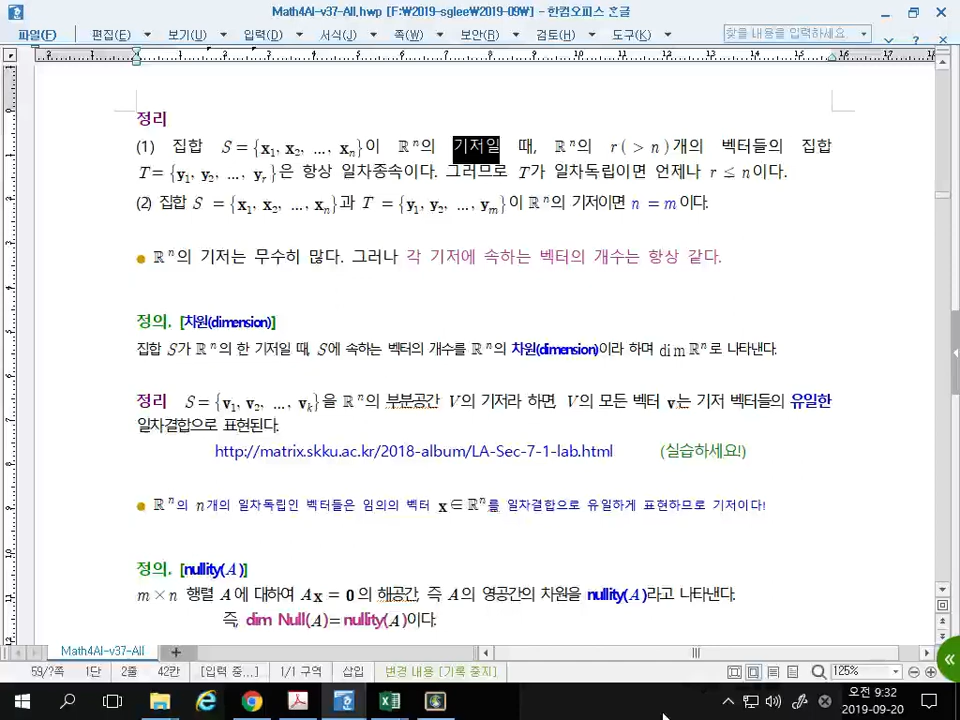 Math4AI-v37-All.hwp [F:₩2019-sglee₩2019-09₩] - 한컴오피스 흔글
파일(F) 편집(E) 보기(U) 입력(D) 서식(J) 쪽(W) 보안(R) 검토(H) 도구(K) 찾을 내용을 입력하세요
정리
(1) 집합 S = {x₁, x₂, …, xₙ}이 ℝⁿ의 기저일 때, ℝⁿ의 r ( > n )개의 벡터들의 집합
T = {y₁, y₂, …, yᵣ}은 항상 일차종속이다. 그러므로 T가 일차독립이면 언제나 r ≤ n이다.
(2) 집합 S = {x₁, x₂, …, xₙ}과 T = {y₁, y₂, …, yₘ}이 ℝⁿ의 기저이면 n = m이다.
● ℝⁿ의 기저는 무수히 많다. 그러나 각 기저에 속하는 벡터의 개수는 항상 같다.
정의. [차원(dimension)]
집합 S가 ℝⁿ의 한 기저일 때, S에 속하는 벡터의 개수를 ℝⁿ의 차원(dimension)이라 하며 dim ℝⁿ로 나타낸다.
정리 S = {v₁, v₂, …, vₖ}을 ℝⁿ의 부분공간 V의 기저라 하면, V의 모든 벡터 v는 기저 벡터들의 유일한
일차결합으로 표현된다.
http://matrix.skku.ac.kr/2018-album/LA-Sec-7-1-lab.html (실습하세요!)
● ℝⁿ의 n개의 일차독립인 벡터들은 임의의 벡터 x ∈ ℝⁿ를 일차결합으로 유일하게 표현하므로 기저이다!
정의. [nullity(A)]
m × n 행렬 A에 대하여 Ax = 0의 해공간, 즉 A의 영공간의 차원을 nullity(A)라고 나타낸다.
즉, dim Null(A)= nullity(A)이다.
Math4AI-v37-All
59/?쪽 1단 2줄 42칸 [입력 중...] 1/1 구역 삽입 변경 내용 [기록 중지] 125%
오전 9:32
2019-09-20